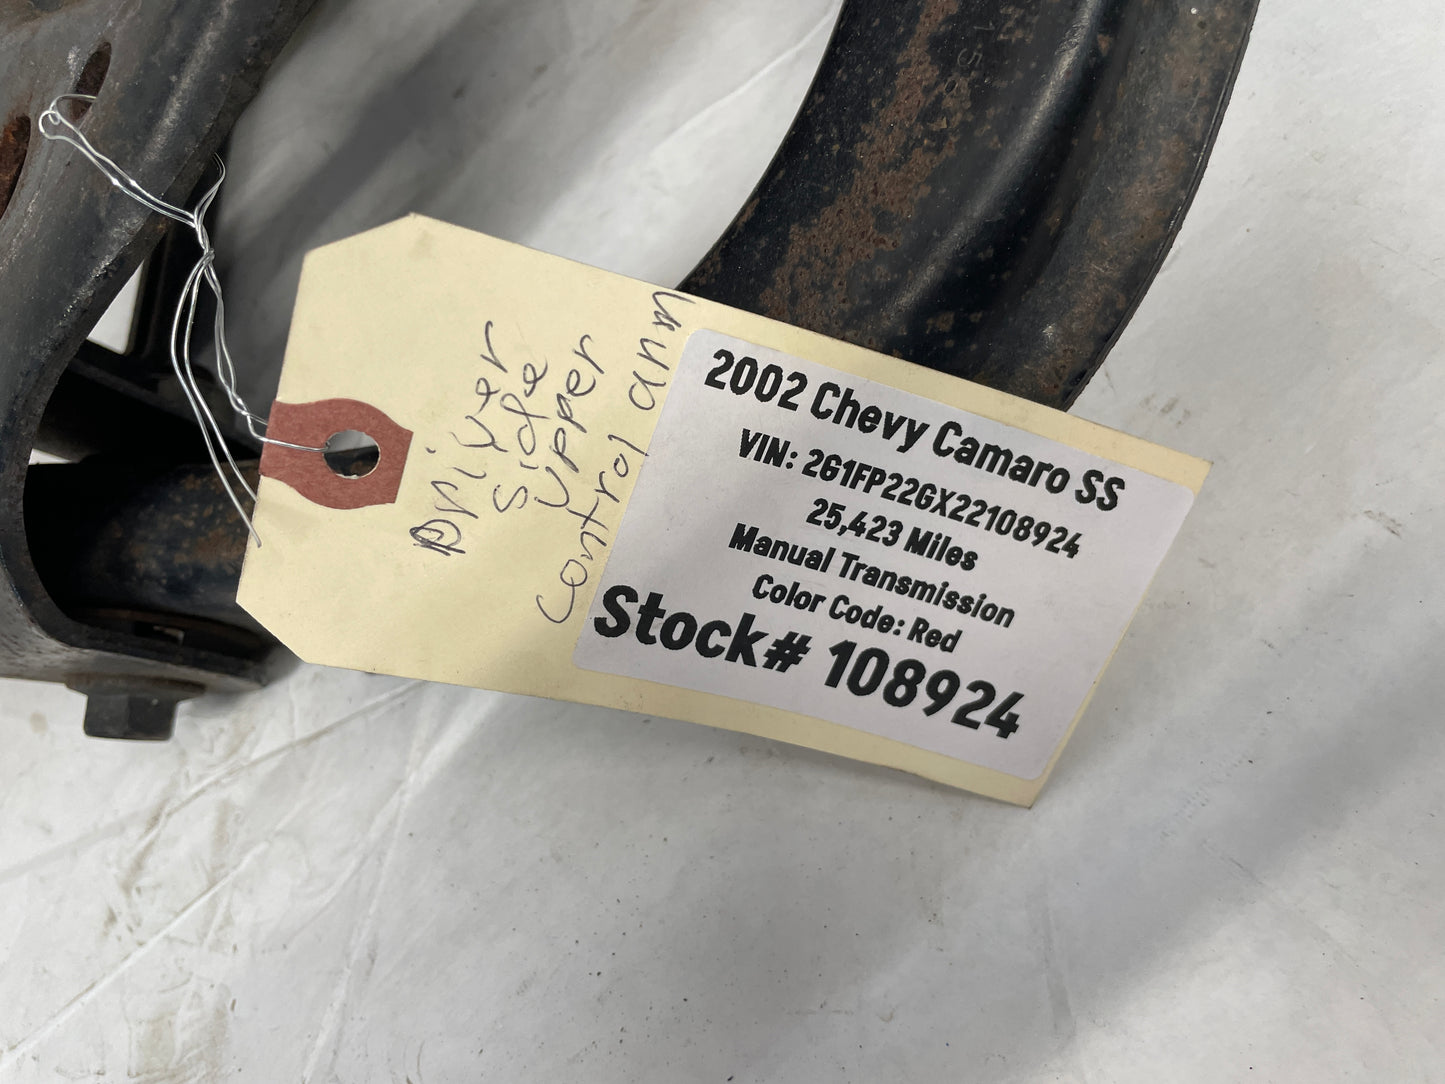 Driver
side
upper
control arm
2002 Chevy Camaro SS
VIN: 2G1FP22GX22108924
25,423 Miles
Manual Transmission
Color Code: Red
Stock# 108924